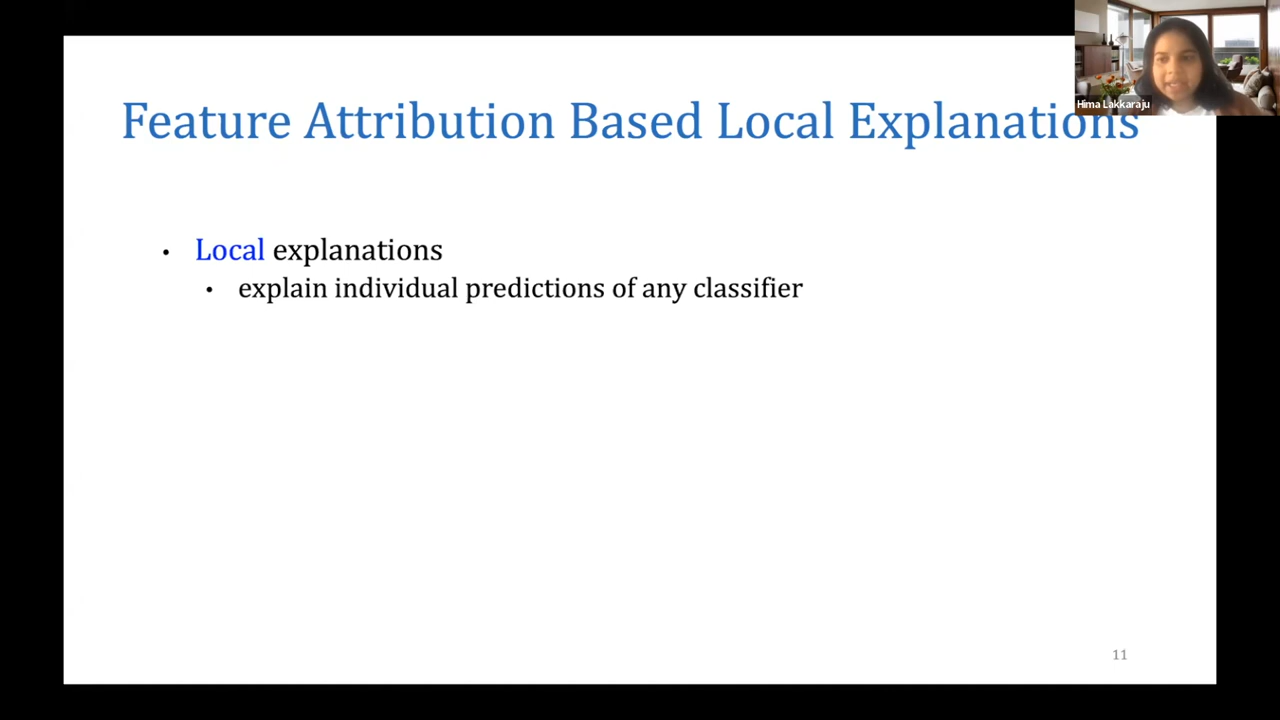 Hima Lakkaraju
Feature Attribution Based Local Explanations
• Local explanations
• explain individual predictions of any classifier
11